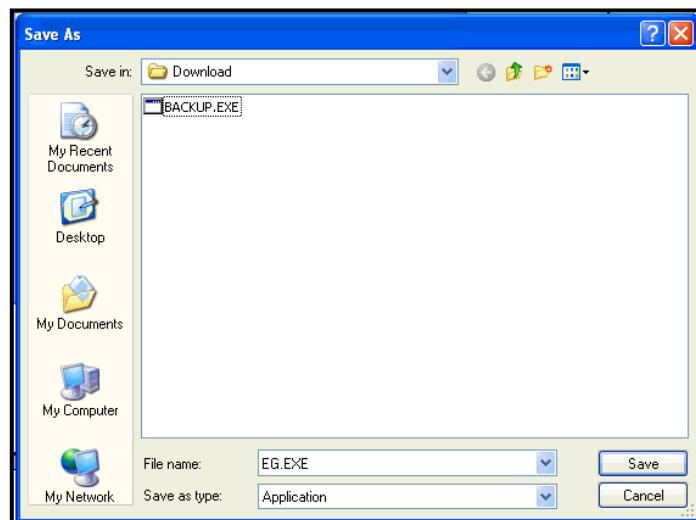 Save As
Save in: Download
BACKUP.EXE
My Recent
Documents
Desktop
My Documents
My Computer
My Network
File name: EG.EXE Save
Save as type: Application Cancel